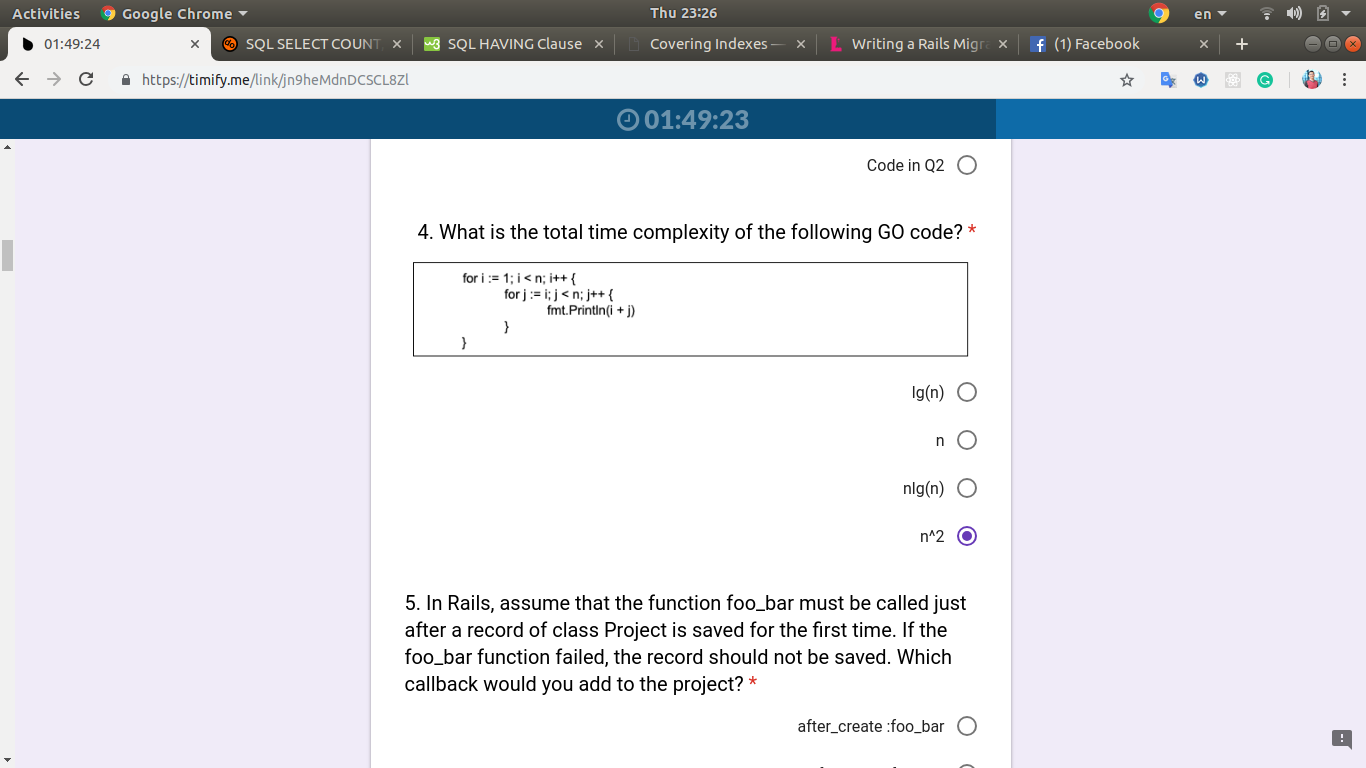 Activities Google Chrome Thu 23:26 en
01:49:24 SQL SELECT COUNT SQL HAVING Clause Covering Indexes — Writing a Rails Migr (1) Facebook
https://timify.me/link/jn9heMdnDCSCL8Zl
01:49:23
Code in Q2
4. What is the total time complexity of the following GO code? *
for i := 1; i < n; i++ {
for j := i; j < n; j++ {
fmt.Println(i + j)
}
}
lg(n)
n
nlg(n)
n^2
5. In Rails, assume that the function foo_bar must be called just
after a record of class Project is saved for the first time. If the
foo_bar function failed, the record should not be saved. Which
callback would you add to the project? *
after_create :foo_bar